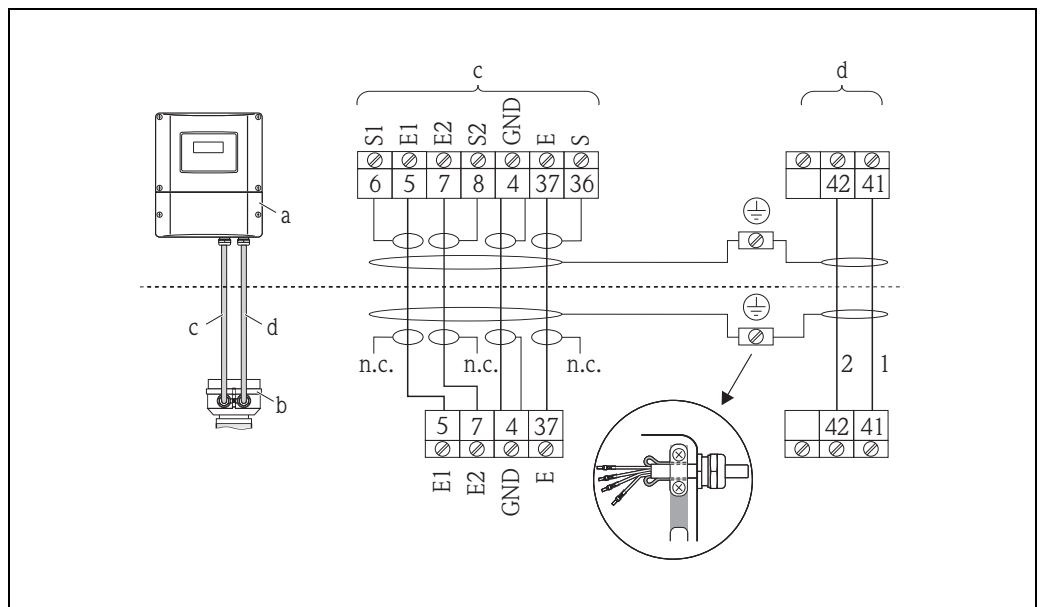 c
d
S1 E1 E2 S2 GND E S
6 5 7 8 4 37 36
42 41
a
c
d
b
n.c. n.c. n.c.
2 1
5 7 4 37
42 41
E1 E2 GND E